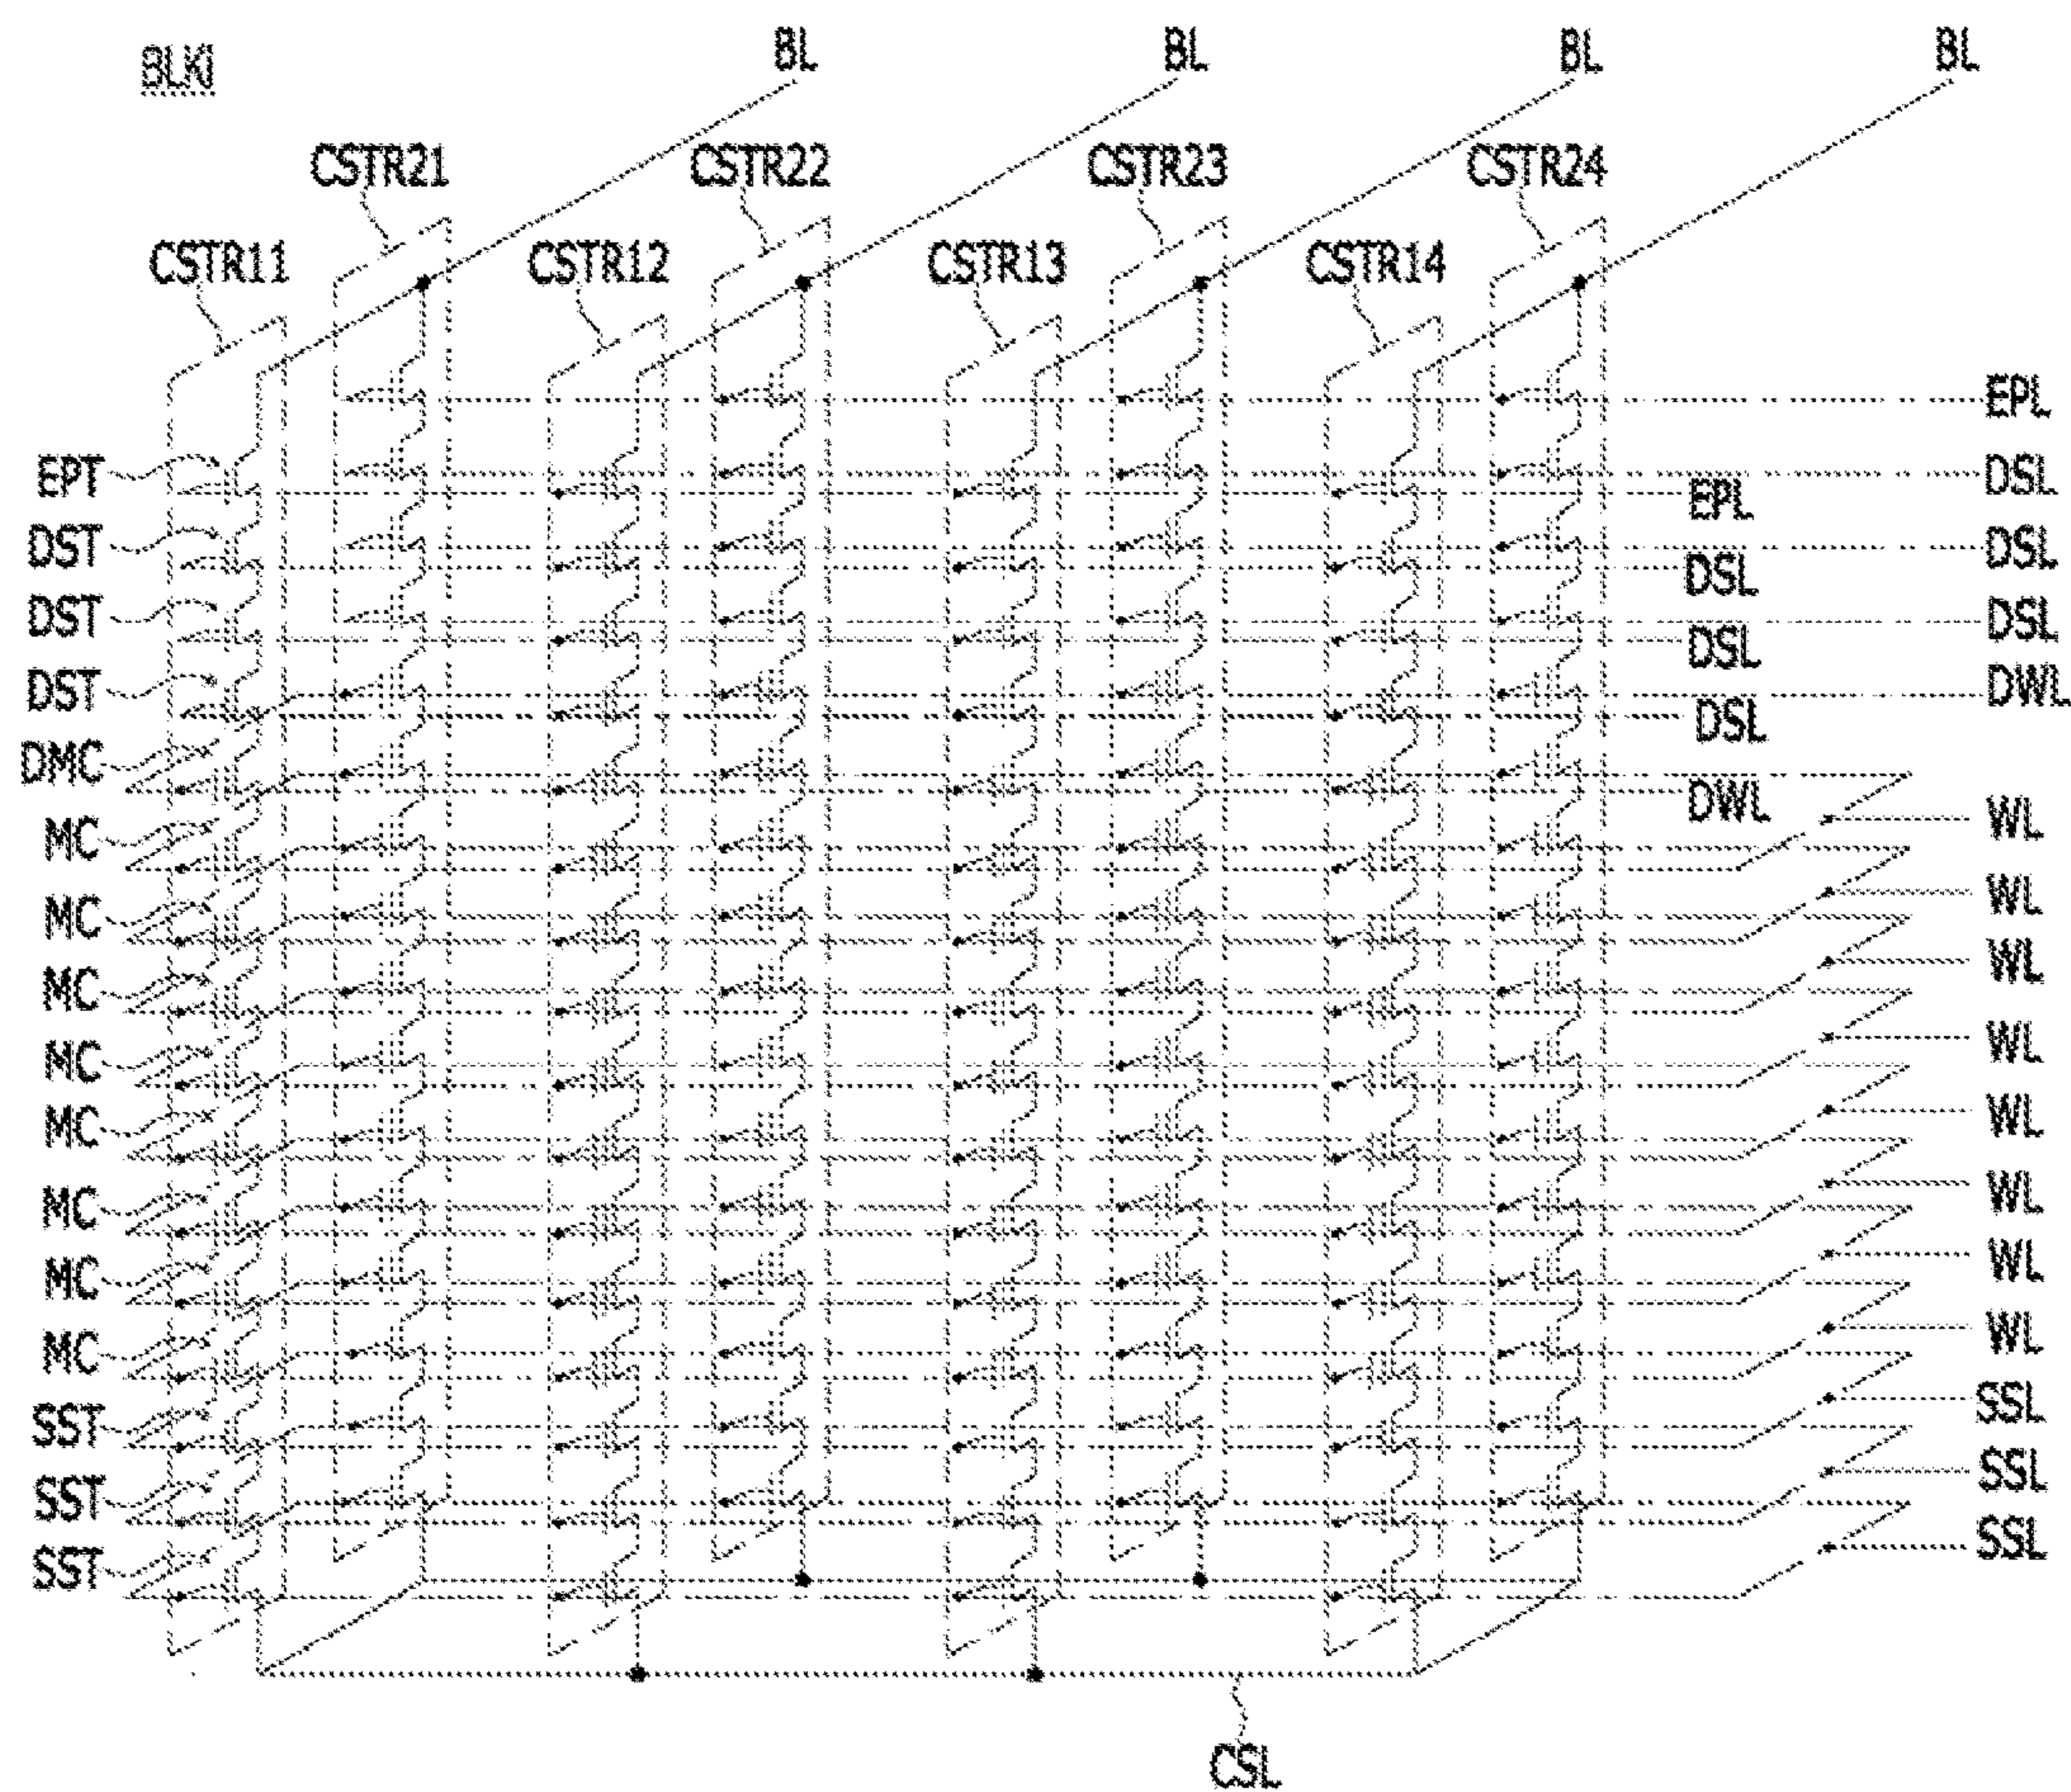 BLKi
BL BL BL BL
CSTR21 CSTR22 CSTR23 CSTR24
CSTR11 CSTR12 CSTR13 CSTR14
EPL
EPT DSL
EPL
DST DSL
DSL
DST DSL
DSL
DST DWL
DSL
DMC
DWL
MC WL
MC WL
MC WL
MC WL
MC WL
MC WL
MC WL
MC WL
SST SSL
SST SSL
SST SSL
CSL